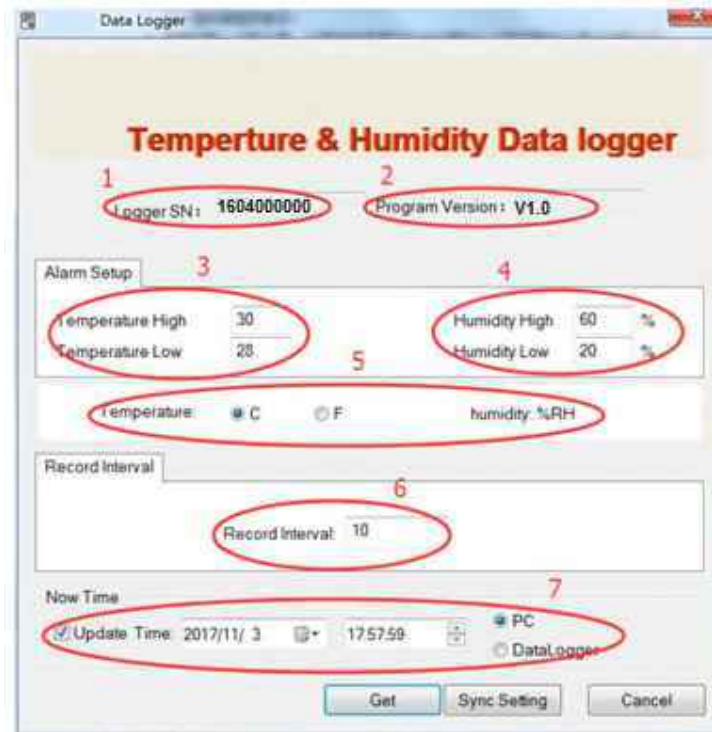 Data Logger
Temperture & Humidity Data logger
1 2
Logger SN: 1604000000 Program Version: V1.0
Alarm Setup 3 4
Temperature High 30 Humidity High 60 %
Temperature Low 28 Humidity Low 20 %
5
Temperature: C F humidity: %RH
Record Interval
6
Record Interval: 10
Now Time 7
Update Time: 2017/11/ 3 17:57:59 PC
DataLogger
Get Sync Setting Cancel